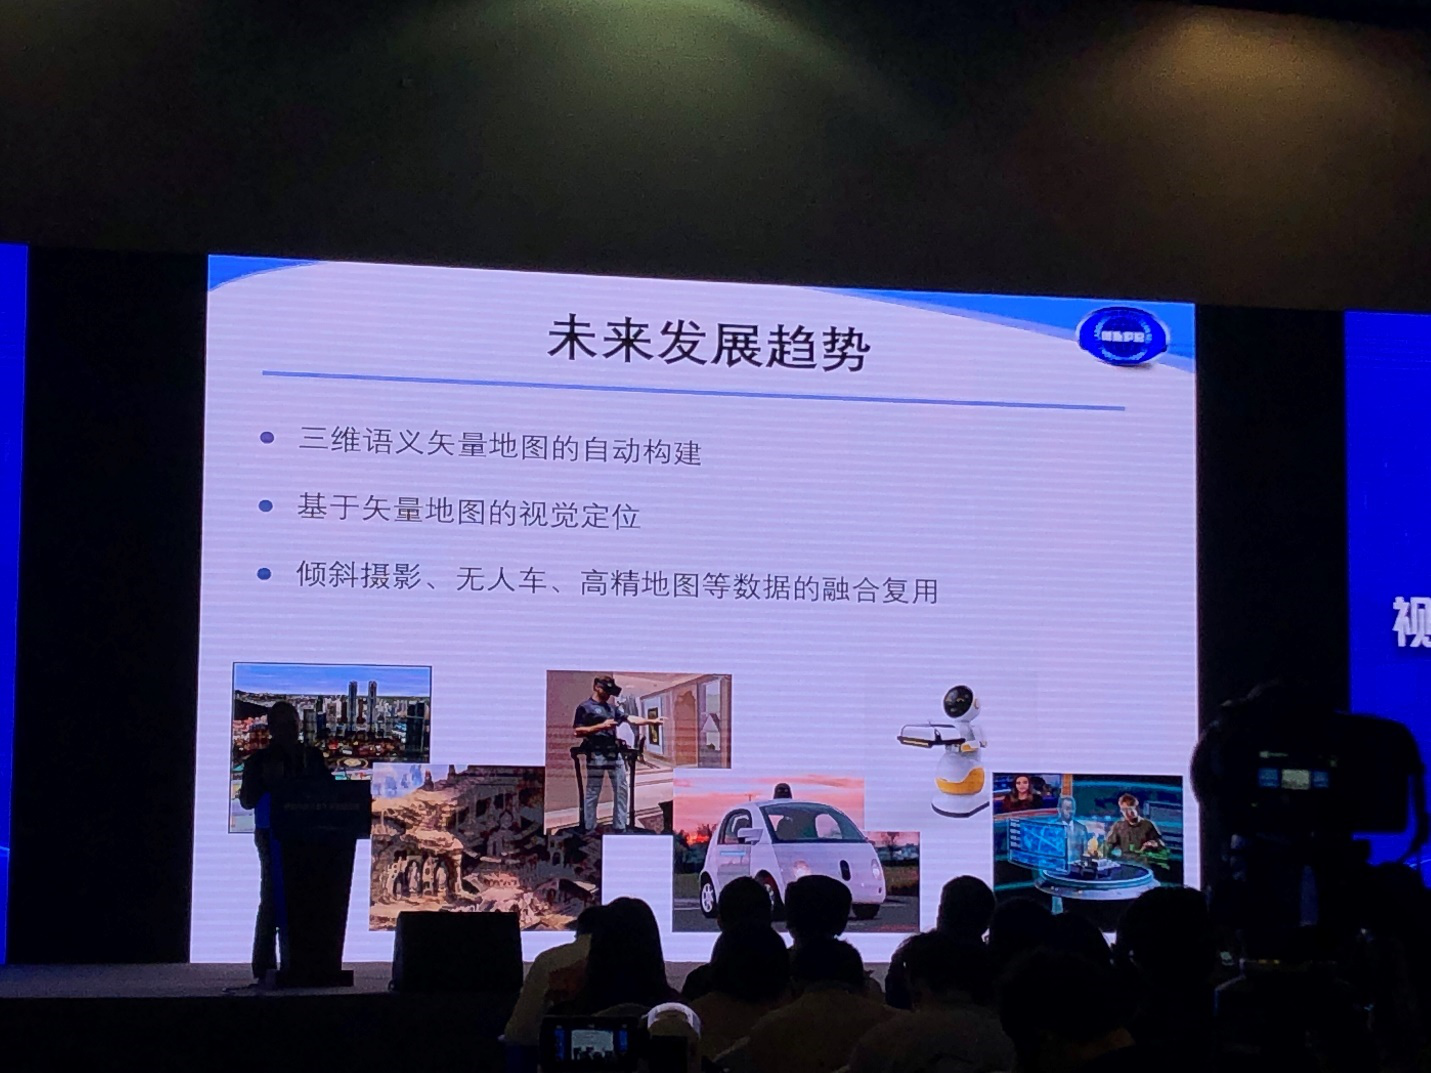 未来发展趋势
三维语义矢量地图的自动构建
基于矢量地图的视觉定位
倾斜摄影、无人车、高精地图等数据的融合复用
视